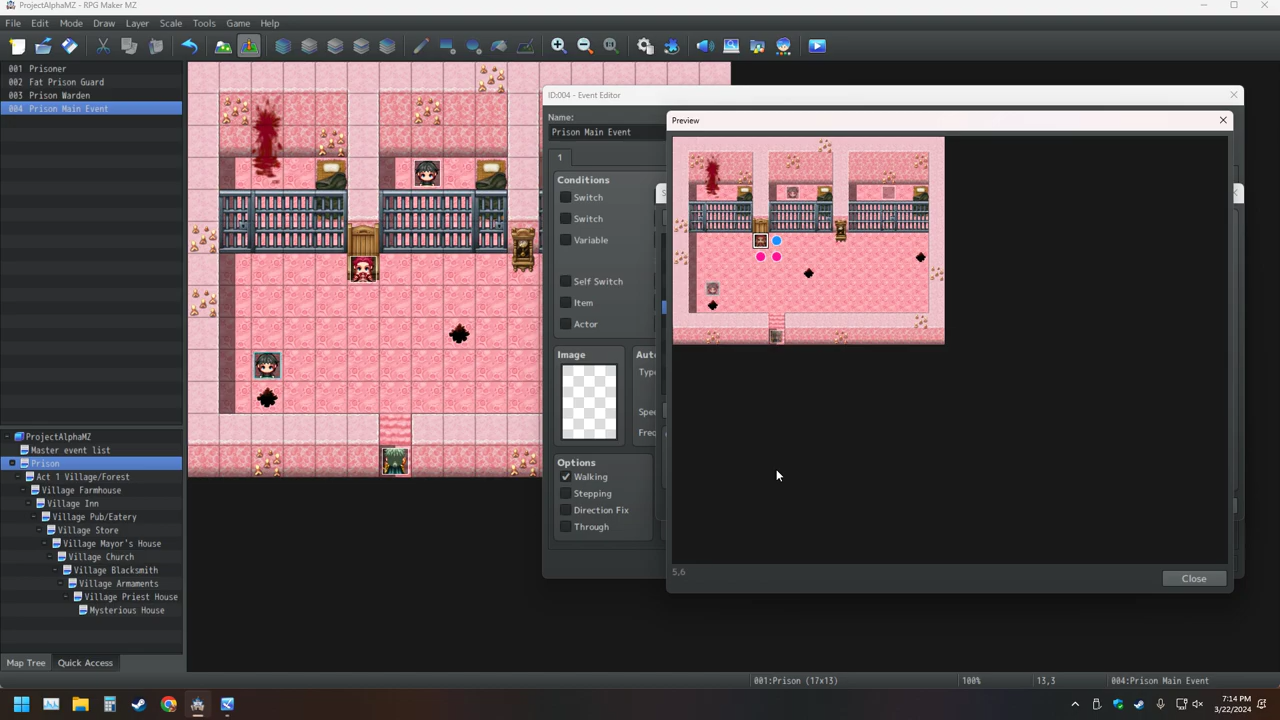 ProjectAlphaMZ - RPG Maker MZ
File Edit Mode Draw Layer Scale Tools Game Help
001 Prisoner
002 Fat Prison Guard
003 Prison Warden
004 Prison Main Event
ID:004 - Event Editor
Name:
Prison Main Event
1
Conditions
Switch
Switch
Variable
Self Switch
Item
Actor
Image
Options
Walking
Stepping
Direction Fix
Through
Preview
5,6
Close
ProjectAlphaMZ
Master event list
Prison
Act 1 Village/Forest
Village Farmhouse
Village Inn
Village Pub/Eatery
Village Store
Village Mayor's House
Village Church
Village Blacksmith
Village Armaments
Village Priest House
Mysterious House
Map Tree Quick Access
001:Prison (17x13) 100% 13,3 004:Prison Main Event
7:14 PM
3/22/2024